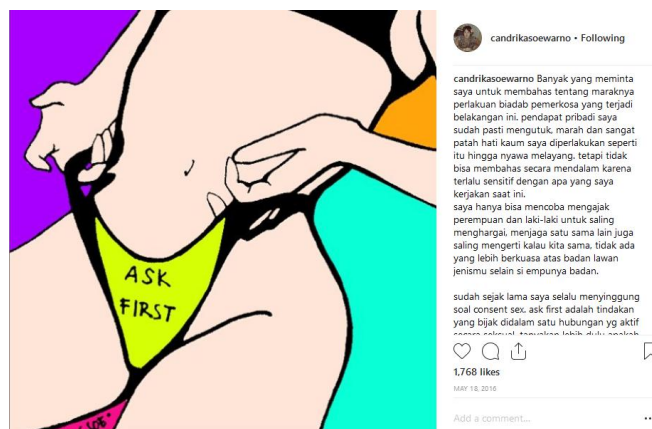 candrikasoewarno • Following
candrikasoewarno Banyak yang meminta
saya untuk membahas tentang maraknya
perlakuan biadab pemerkosa yang terjadi
belakangan ini. pendapat pribadi saya
sudah pasti mengutuk, marah dan sangat
patah hati kaum saya diperlakukan seperti
itu hingga nyawa melayang. tetapi tidak
bisa membahas secara mendalam karena
terlalu sensitif dengan apa yang saya
kerjakan saat ini.
saya hanya bisa mencoba mengajak
perempuan dan laki-laki untuk saling
menghargai, menjaga satu sama lain juga
saling mengerti kalau kita sama, tidak ada
yang lebih berkuasa atas badan lawan
jenismu selain si empunya badan.
sudah sejak lama saya selalu menyinggung
soal consent sex. ask first adalah tindakan
yang bijak didalam satu hubungan yg aktif
1,768 likes
MAY 18, 2016
Add a comment...
ASK
FIRST